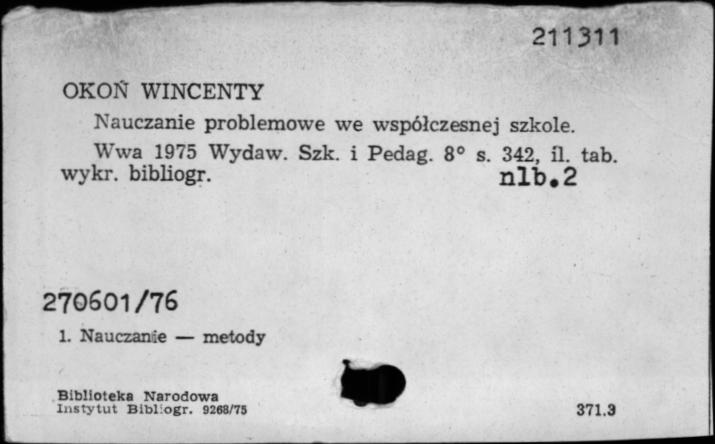 211311
OKOŃ WINCENTY
Nauczanie problemowe we współczesnej szkole.
Wwa 1975 Wydaw. Szk. i Pedag. 8° s. 342, il. tab.
wykr. bibliogr. nlb.2
270601/76
1. Nauczanie — metody
Biblioteka Narodowa
Instytut Bibliogr. 9268/75
371.3